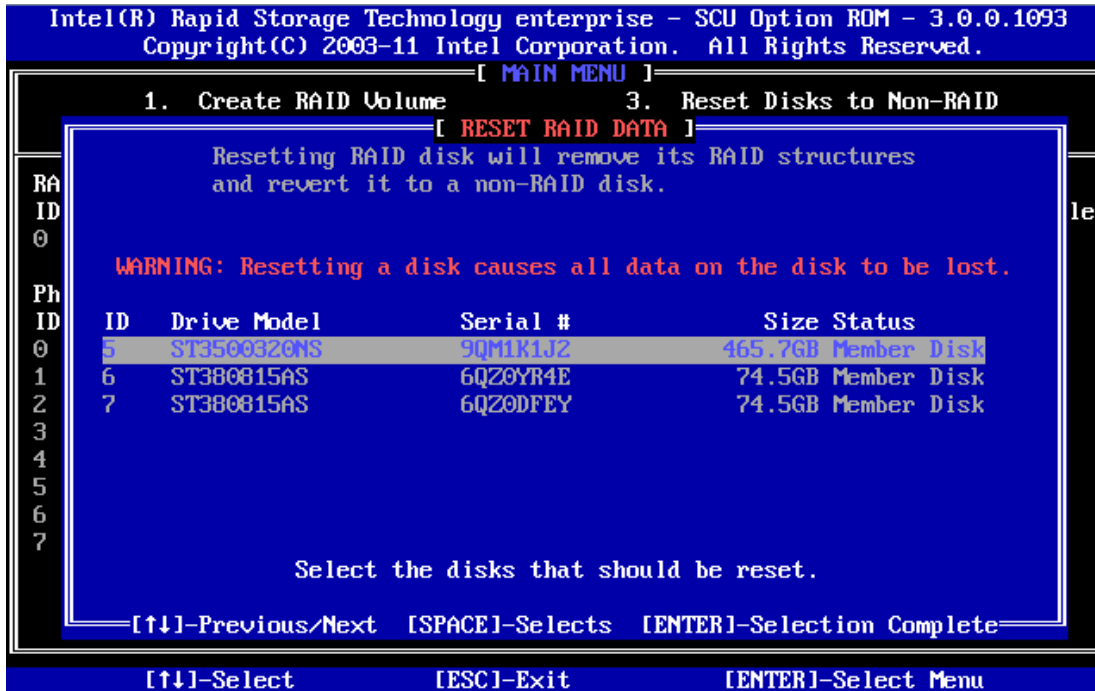 Intel(R) Rapid Storage Technology enterprise - SCU Option ROM - 3.0.0.1093
Copyright(C) 2003-11 Intel Corporation.  All Rights Reserved.
[ MAIN MENU ]
1.  Create RAID Volume  3.  Reset Disks to Non-RAID
[ RESET RAID DATA ]
Resetting RAID disk will remove its RAID structures
and revert it to a non-RAID disk.
RA
ID le
0
WARNING: Resetting a disk causes all data on the disk to be lost.
Ph
ID ID Drive Model Serial # Size Status
0 5 ST3500320NS 9QM1K1J2 465.7GB Member Disk
1 6 ST380815AS 6QZ0YR4E 74.5GB Member Disk
2 7 ST380815AS 6QZ0DFEY 74.5GB Member Disk
3
4
5
6
7
Select the disks that should be reset.
[↑↓]-Previous/Next [SPACE]-Selects [ENTER]-Selection Complete
[↑↓]-Select [ESC]-Exit [ENTER]-Select Menu